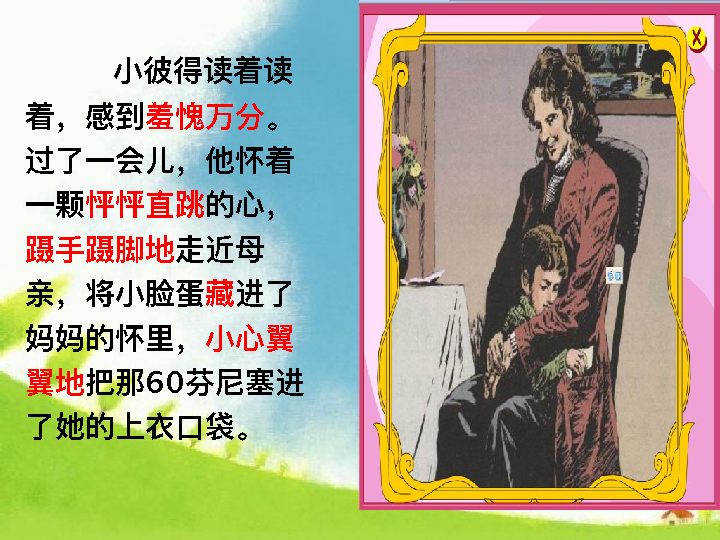 小彼得读着读
着，感到羞愧万分。
过了一会儿，他怀着
一颗怦怦直跳的心，
蹑手蹑脚地走近母
亲，将小脸蛋藏进了
妈妈的怀里，小心翼
翼地把那60芬尼塞进
了她的上衣口袋。
X